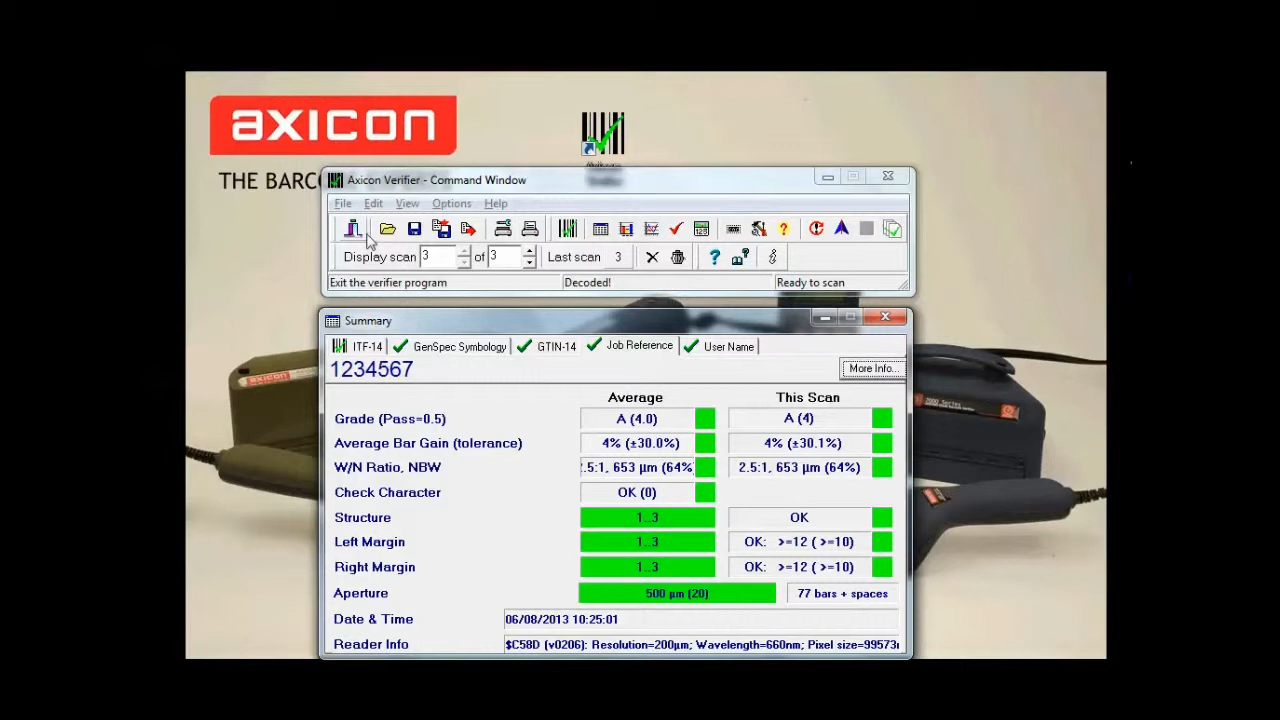 axicon
THE BARC
Axicon Verifier - Command Window
File Edit View Options Help
Display scan 3 of 3 Last scan 3
Exit the verifier program Decoded! Ready to scan
Summary
ITF-14 GenSpec Symbology GTIN-14 Job Reference User Name
1234567 More Info...
Average This Scan
Grade (Pass=0.5) A (4.0) A (4)
Average Bar Gain (tolerance) 4% (±30.0%) 4% (±30.1%)
W/N Ratio, NBW .5:1, 653 µm (64% 2.5:1, 653 µm (64%)
Check Character OK (0)
Structure 1..3 OK
Left Margin 1..3 OK: >=12 ( >=10)
Right Margin 1..3 OK: >=12 ( >=10)
Aperture 500 µm (20) 77 bars + spaces
Date & Time 06/08/2013 10:25:01
Reader Info $C58D (v0206): Resolution=200µm; Wavelength=660nm; Pixel size=99573
axicon
7000 Series